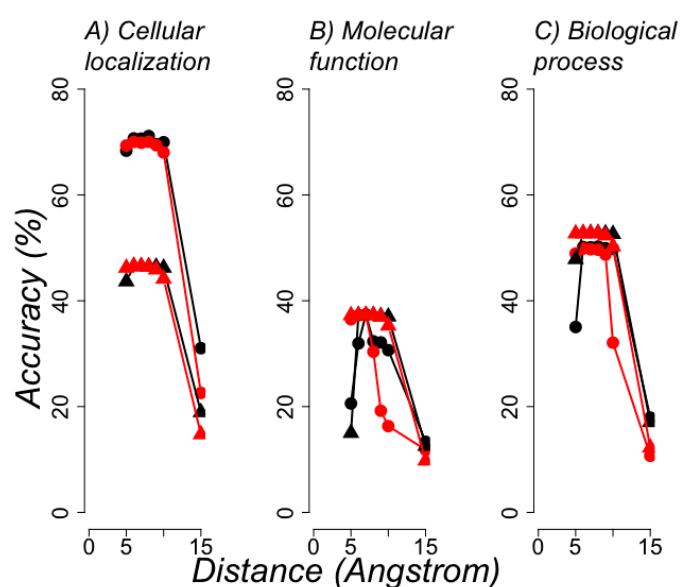 A) Cellular
localization
B) Molecular
function
C) Biological
process
Accuracy (%)
80
60
40
20
0
80
60
40
20
0
80
60
40
20
0
0 5 15
0 5 15
0 5 15
Distance (Angstrom)